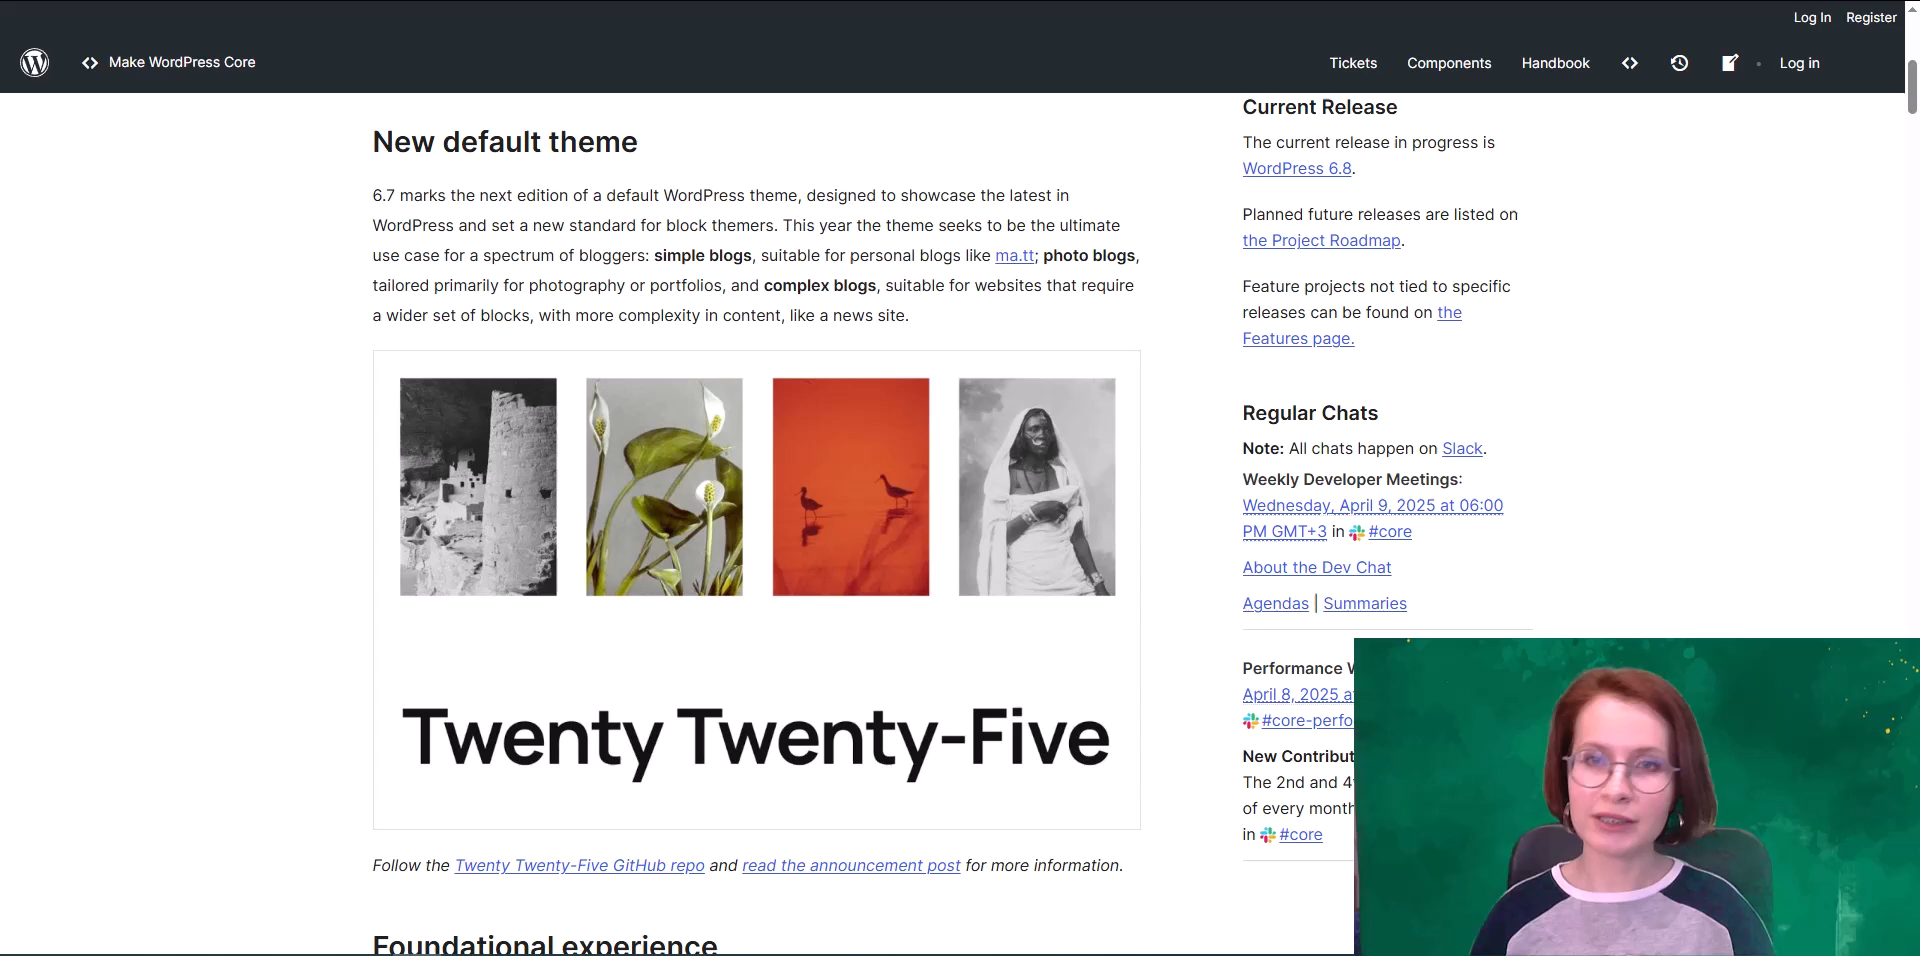 Log In Register
Make WordPress Core
Tickets Components Handbook Log in
New default theme
6.7 marks the next edition of a default WordPress theme, designed to showcase the latest in
WordPress and set a new standard for block themers. This year the theme seeks to be the ultimate
use case for a spectrum of bloggers: simple blogs, suitable for personal blogs like ma.tt; photo blogs,
tailored primarily for photography or portfolios, and complex blogs, suitable for websites that require
a wider set of blocks, with more complexity in content, like a news site.
Twenty Twenty-Five
Follow the Twenty Twenty-Five GitHub repo and read the announcement post for more information.
Foundational experience
Current Release
The current release in progress is
WordPress 6.8.
Planned future releases are listed on
the Project Roadmap.
Feature projects not tied to specific
releases can be found on the
Features page.
Regular Chats
Note: All chats happen on Slack.
Weekly Developer Meetings:
Wednesday, April 9, 2025 at 06:00
PM GMT+3 in #core
About the Dev Chat
Agendas | Summaries
Performance
April 8, 2025
#core-perfo
New Contribut
The 2nd and 4
of every month
in #core